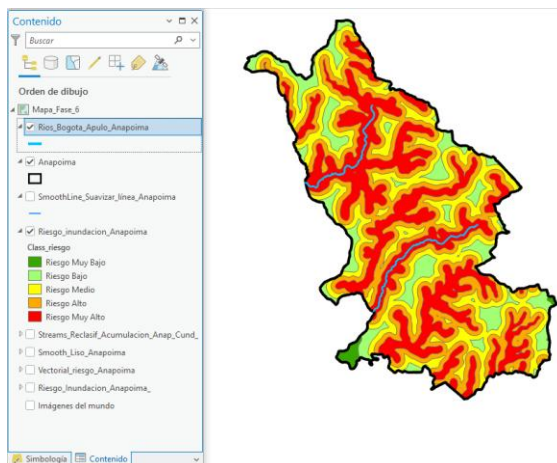 Contenido
Buscar
Orden de dibujo
Mapa_Fase_6
Rios_Bogota_Apulo_Anapoima
Anapoima
SmoothLine_Suavizar_línea_Anapoima
Riesgo_inundacion_Anapoima
Class_riesgo
Riesgo Muy Bajo
Riesgo Bajo
Riesgo Medio
Riesgo Alto
Riesgo Muy Alto
Streams_Reclasif_Acumulacion_Anap_Cund_
Smooth_Liso_Anapoima
Vectorial_riesgo_Anapoima
Riesgo_Inundacion_Anapoima_
Imágenes del mundo
Simbología
Contenido